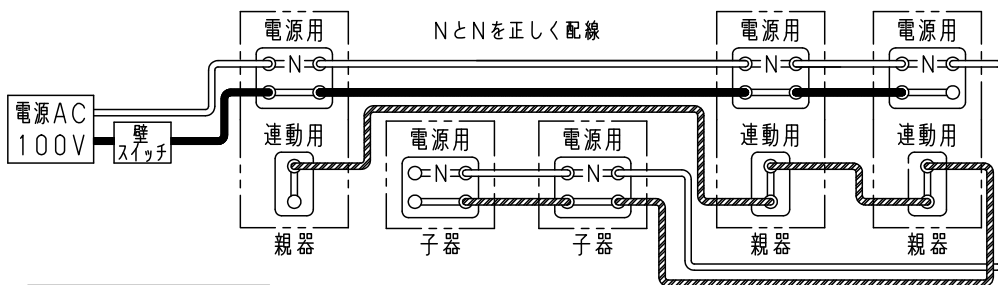 電源用
NとNを正しく配線
電源用
電源用
N
N
N
電源AC
100V
壁
スイッチ
連動用
電源用
電源用
連動用
連動用
N
N
親器
子器
子器
親器
親器